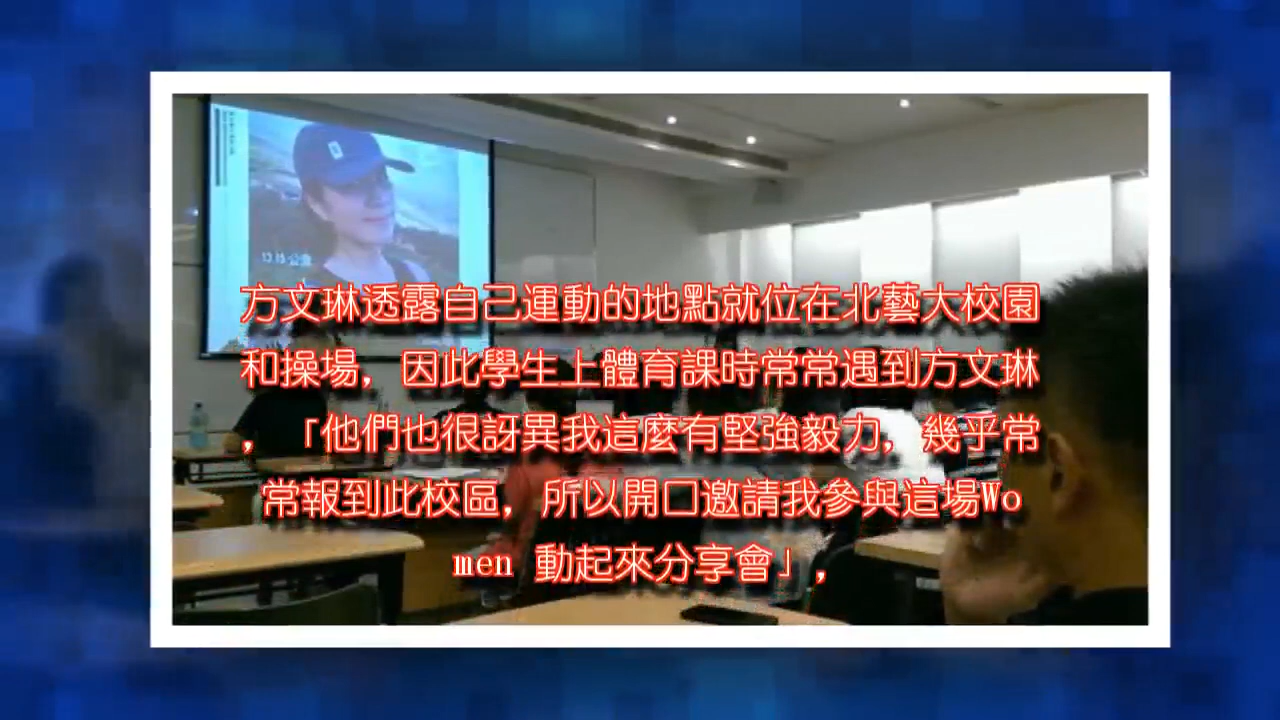 方文琳透露自己運動的地點就位在北藝大校園
和操場，因此學生上體育課時常常遇到方文琳
，「他們也很訝異我這麼有堅強毅力，幾乎常
常報到此校區，所以開口邀請我參與這場Wo
men 動起來分享會」，